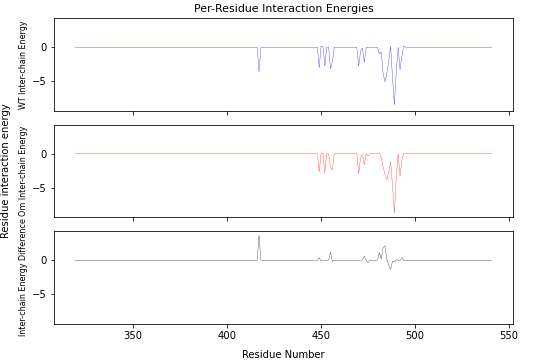 Per-Residue Interaction Energies
Residue interaction energy
WT Inter-chain Energy
0
−5
Om Inter-chain Energy
0
−5
Inter-chain Energy Difference
0
−5
350
400
450
500
550
Residue Number